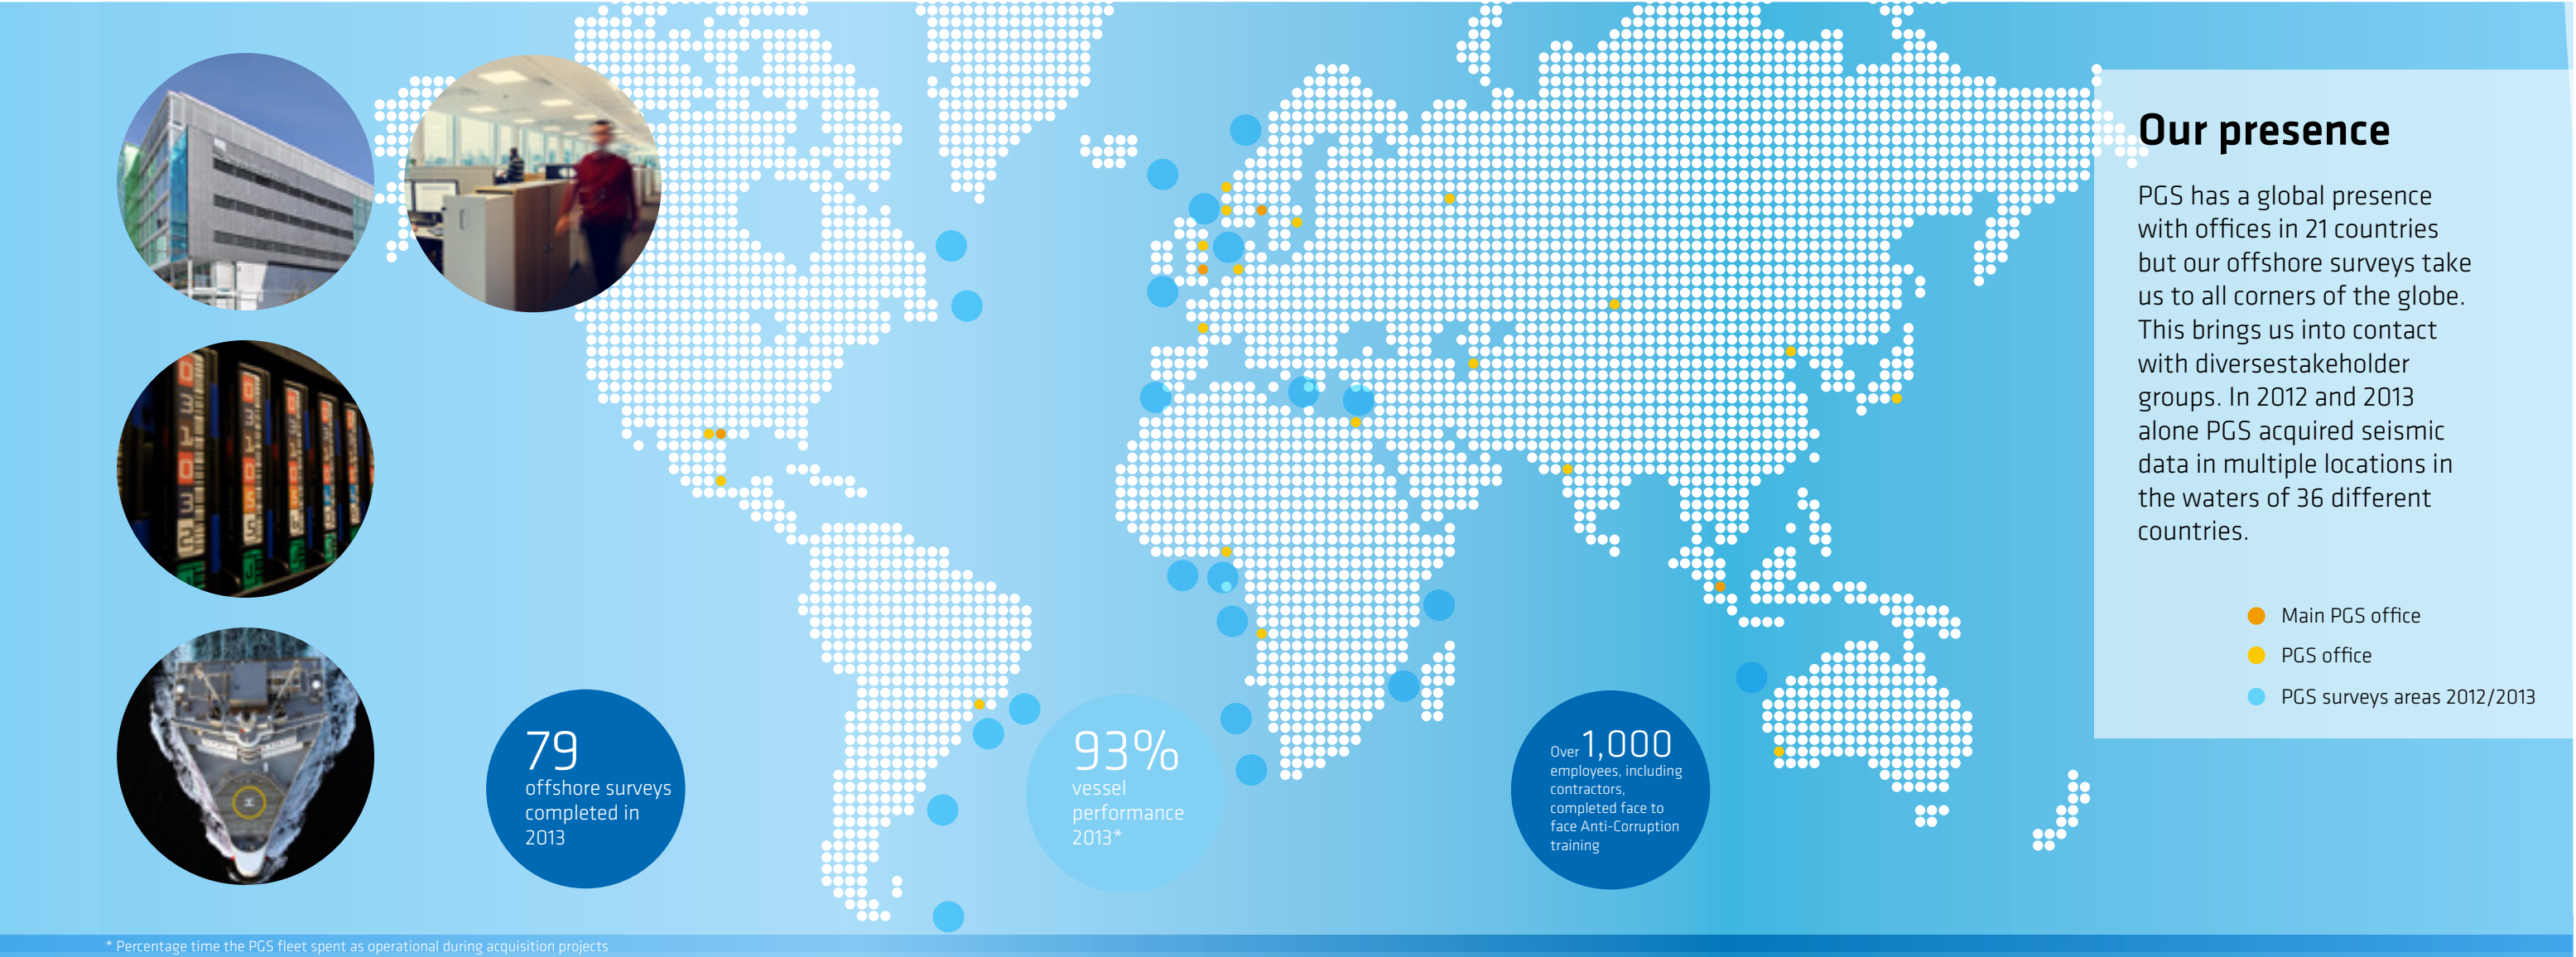 Our presence
PGS has a global presence
with offices in 21 countries
but our offshore surveys take
us to all corners of the globe.
This brings us into contact
with diversestakeholder
groups. In 2012 and 2013
alone PGS acquired seismic
data in multiple locations in
the waters of 36 different
countries.
Main PGS office
PGS office
PGS surveys areas 2012/2013
79
offshore surveys
completed in
2013
93%
vessel
performance
2013*
Over 1,000
employees, including
contractors,
completed face to
face Anti-Corruption
training
* Percentage time the PGS fleet spent as operational during acquisition projects